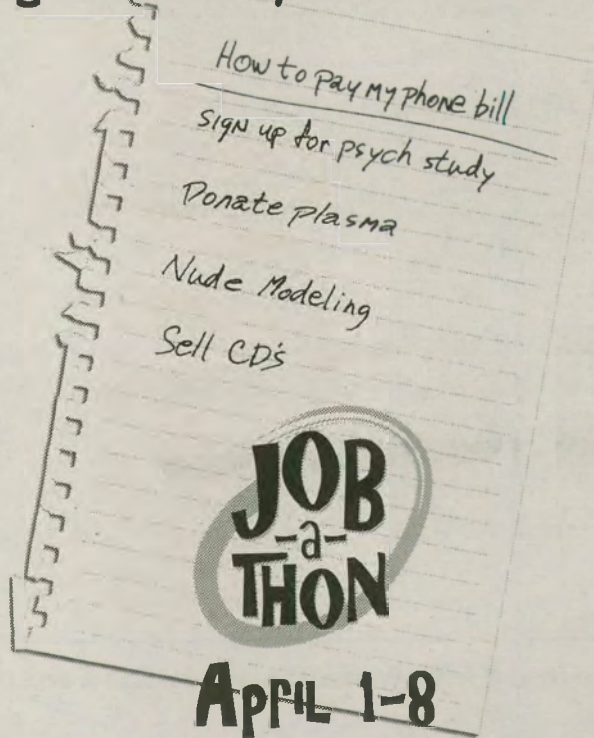 How to pay my phone bill
sign up for psych study
Donate plasma
Nude Modeling
Sell CD's
JOB
-a-
THON
April 1-8